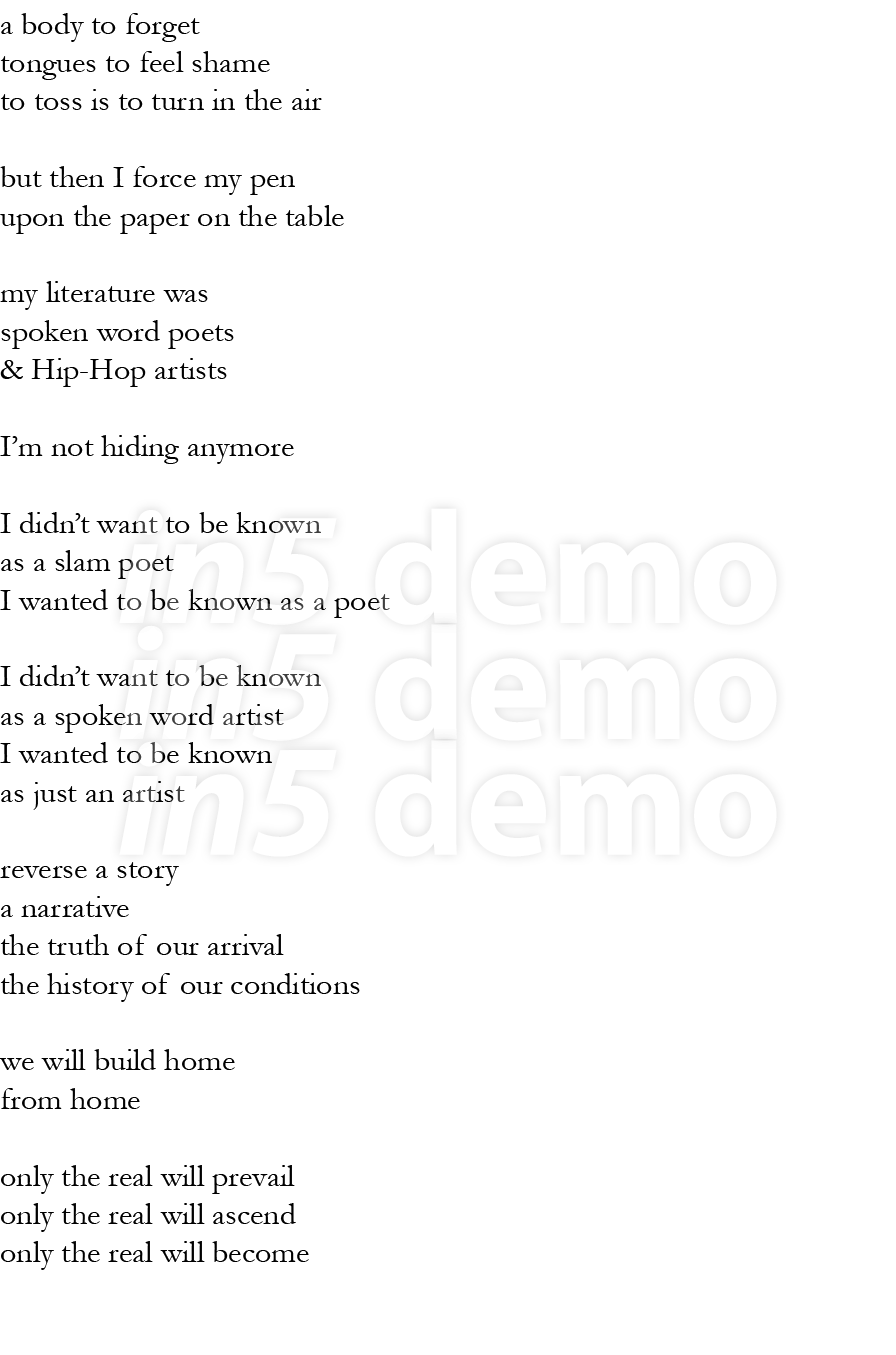 a body to forget
tongues to feel shame
to toss is to turn in the air
but then I force my pen
upon the paper on the table
my literature was
spoken word poets
& Hip-Hop artists
I'm not hiding anymore
I didn't want to be known
as a slam poet
I wanted to be known as a poet
I didn't want to be known
as a spoken word artist
I wanted to be known
as just an artist
reverse a story
a narrative
the truth of our arrival
the history of our conditions
we will build home
from home
only the real will prevail
only the real will ascend
only the real will become
in5 demo
in5 demo
in5 demo